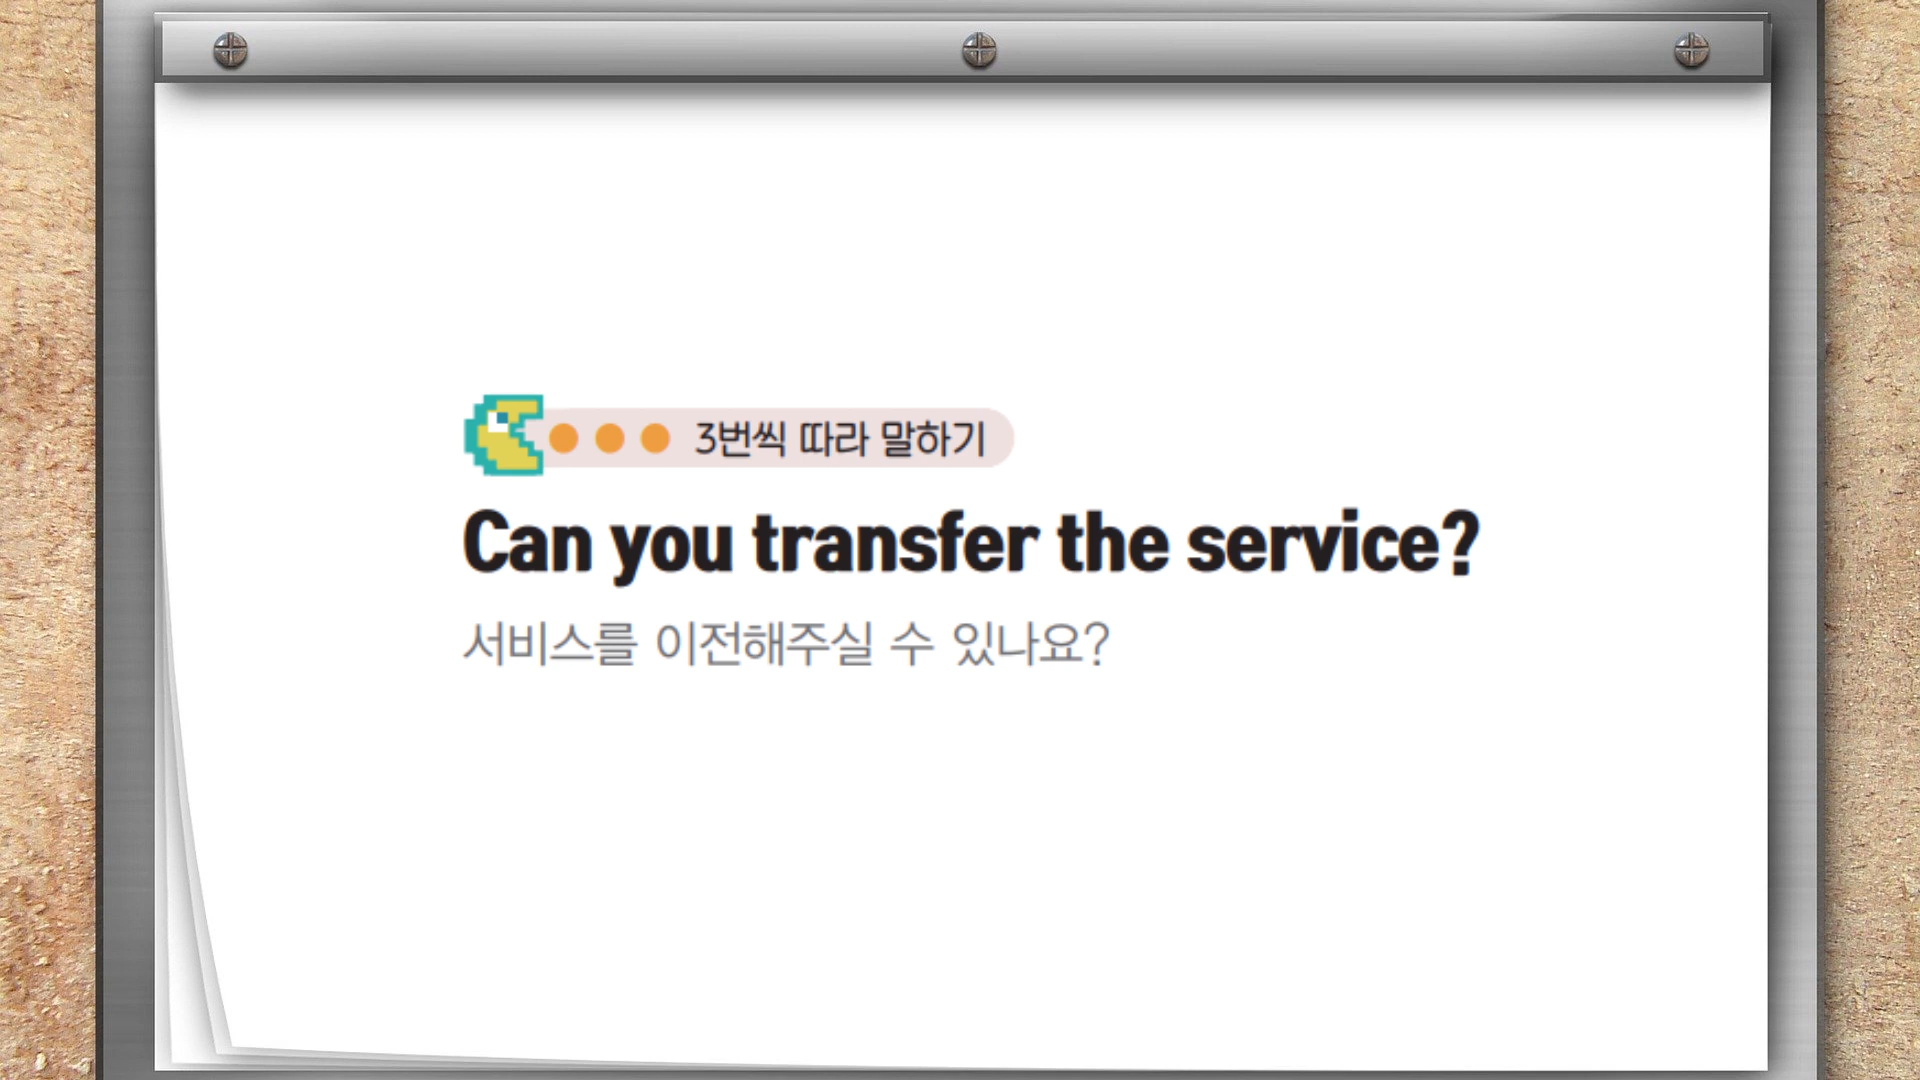 3번씩 따라 말하기
Can you transfer the service?
서비스를 이전해주실 수 있나요?